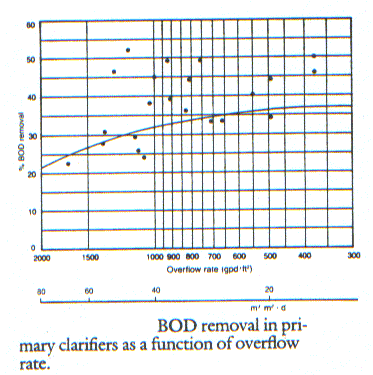 60
50
40
30
20
10
0
% BOD removal
2000 1500 1000 900 800 700 600 500 400 300
Overflow rate (gpd·ft²)
80 60 40 20
m³ m²·d
BOD removal in pri-
mary clarifiers as a function of overflow
rate.